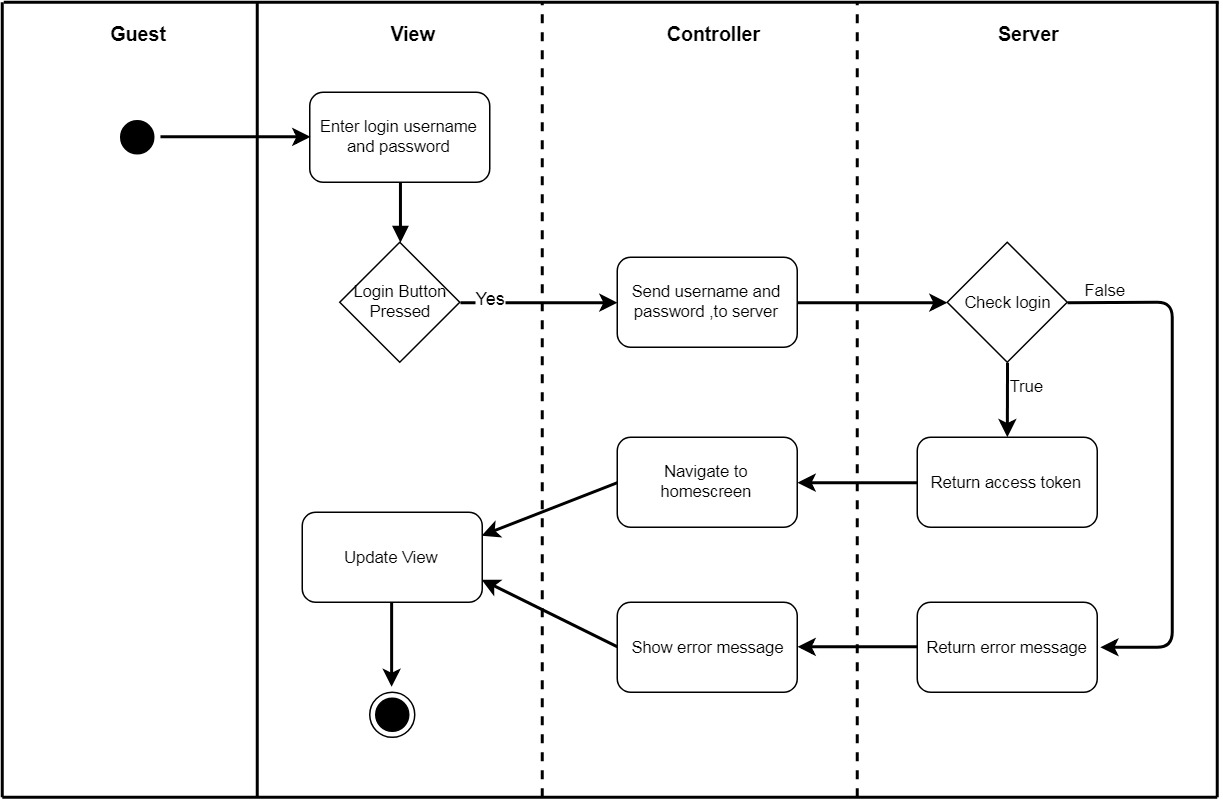 Guest
View
Controller
Server
Enter login username
and password
Login Button
Pressed
Yes
Send username and
password ,to server
Check login
False
True
Navigate to
homescreen
Return access token
Update View
Show error message
Return error message